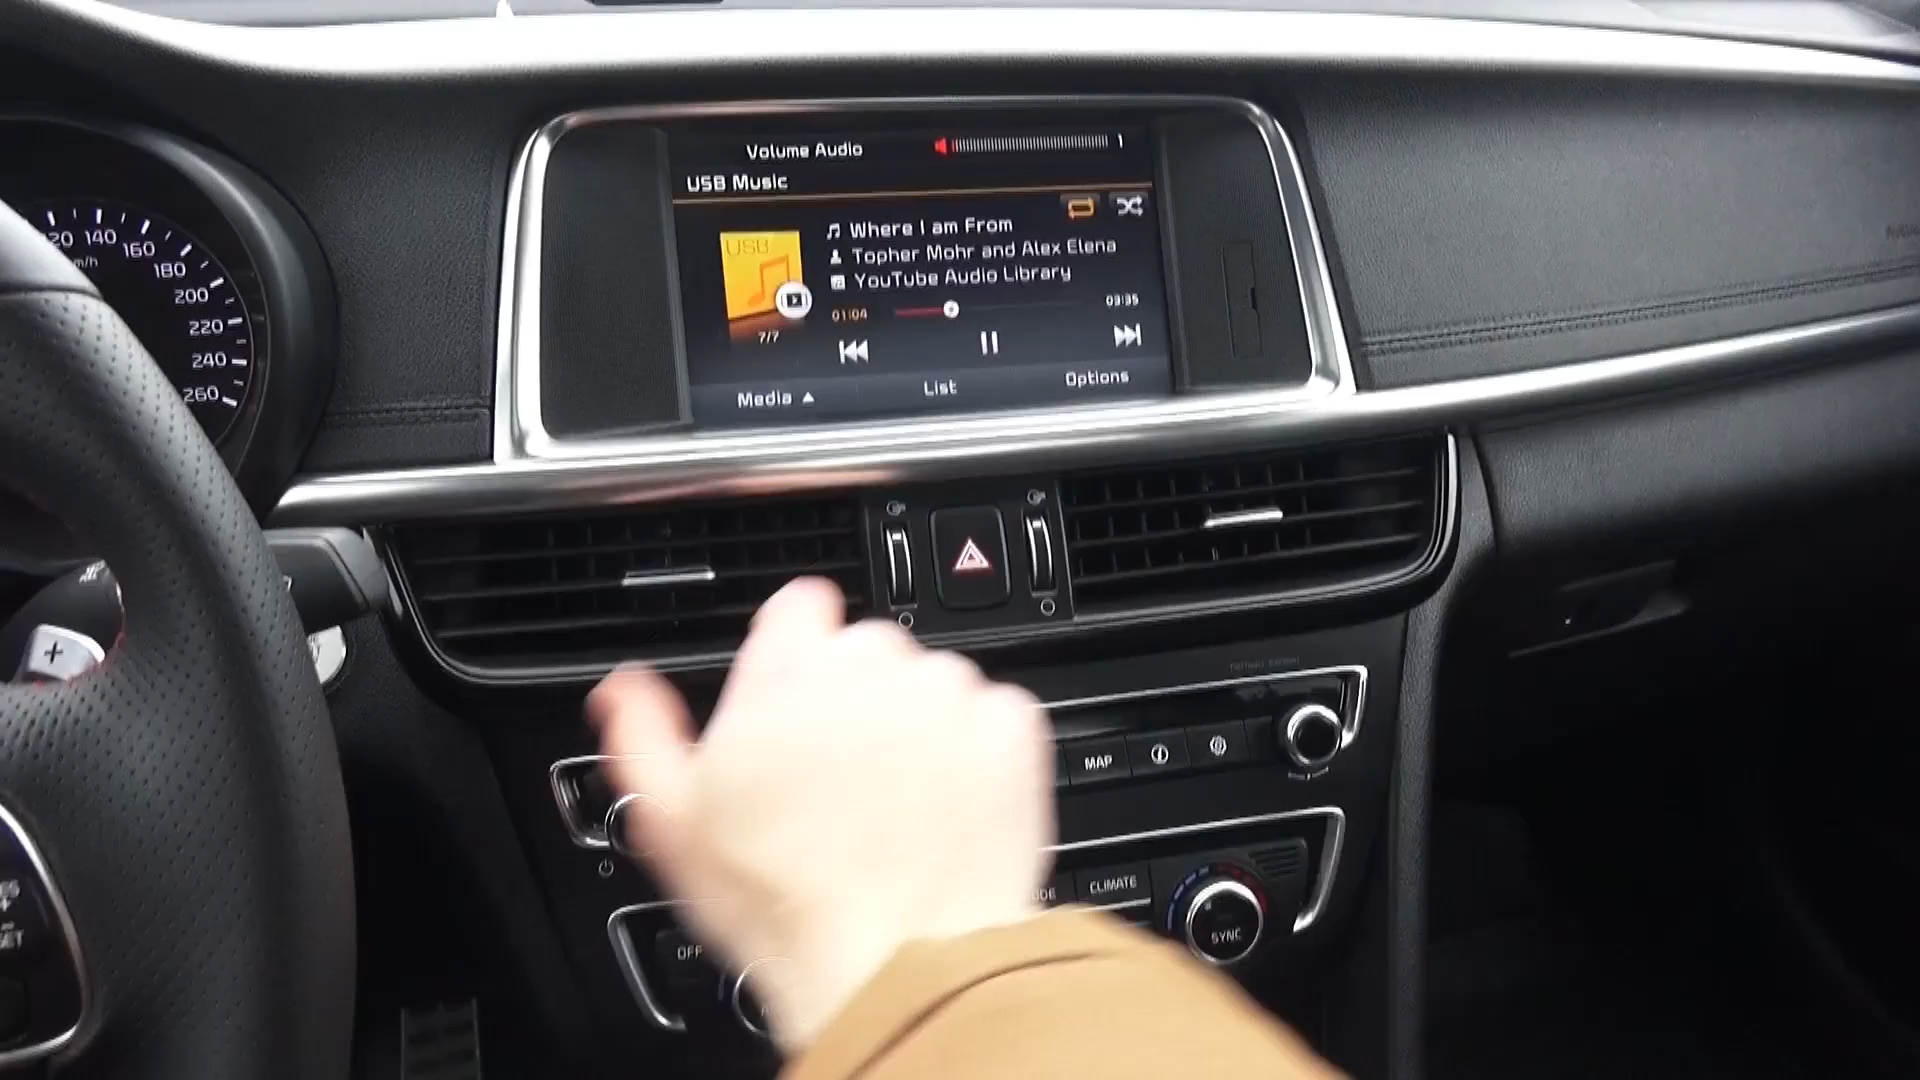 Volume Audio 1
USB Music
USB
Where I am From
Topher Mohr and Alex Elena
YouTube Audio Library
01:04
03:35
7/7
Media
List
Options
120 140
160
180
200
220
240
260
+
MAP
CLIMATE
OFF
SYNC